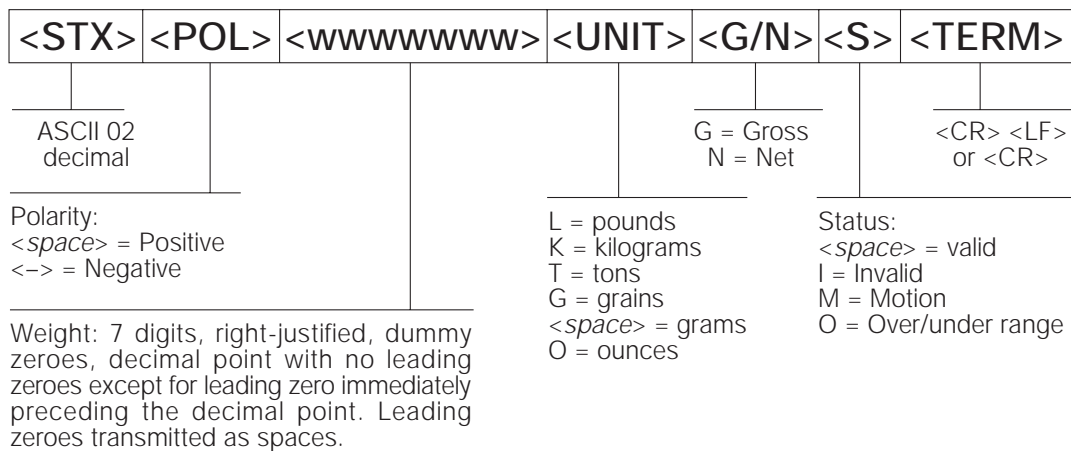 <STX> <POL> <wwwwwww> <UNIT> <G/N> <S> <TERM>
ASCII 02
decimal
G = Gross
N = Net
<CR> <LF>
or <CR>
Polarity:
<space> = Positive
<–> = Negative
L = pounds
K = kilograms
T = tons
G = grains
<space> = grams
O = ounces
Status:
<space> = valid
I = Invalid
M = Motion
O = Over/under range
Weight: 7 digits, right-justified, dummy
zeroes, decimal point with no leading
zeroes except for leading zero immediately
preceding the decimal point. Leading
zeroes transmitted as spaces.